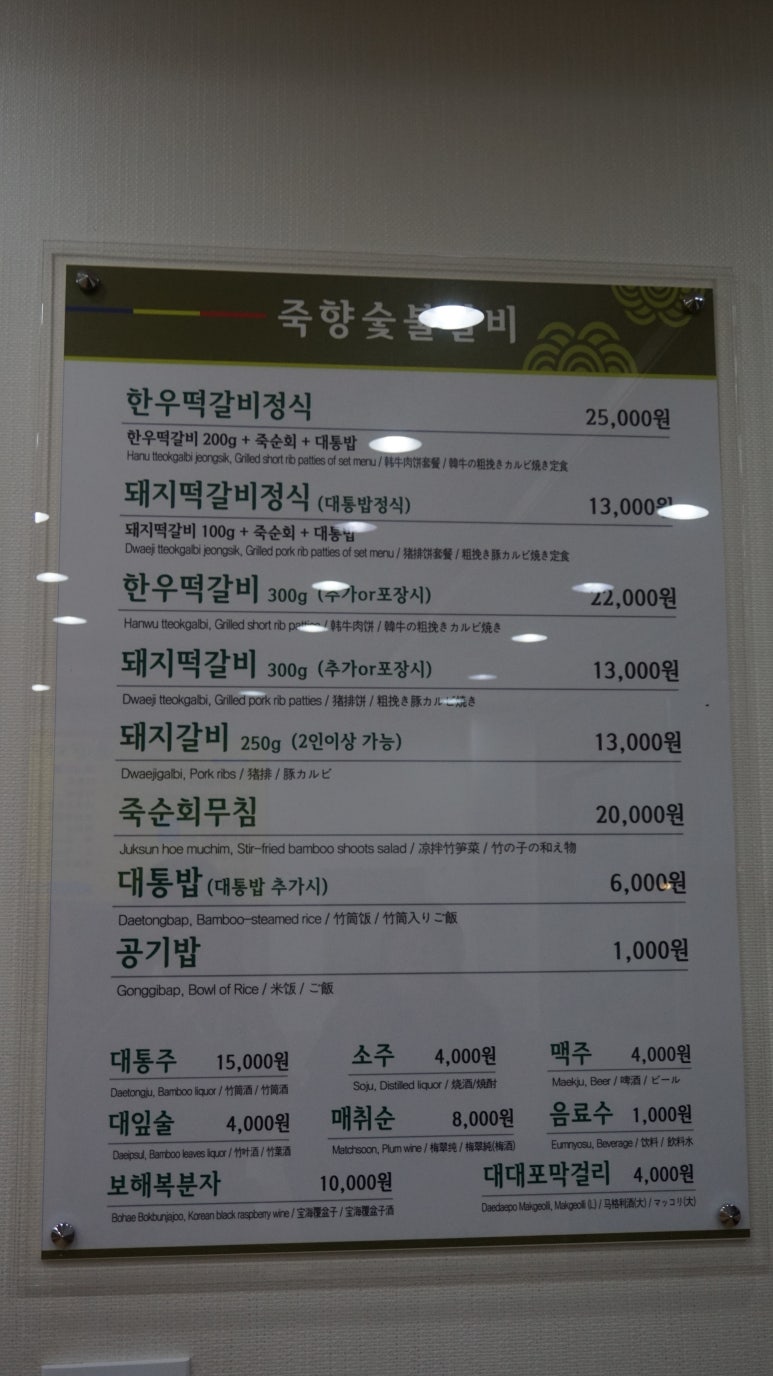 죽향숯불갈비
한우떡갈비정식 25,000원
한우떡갈비 200g + 죽순회 + 대통밥
Hanu tteokgalbi jeongsik, Grilled short rib patties of set menu / 韩牛肉饼套餐 / 韓牛の粗挽きカルビ焼き定食
돼지떡갈비정식 (대통밥정식) 13,000원
돼지떡갈비 100g + 죽순회 + 대통밥
Dwaeji tteokgalbi jeongsik, Grilled pork rib patties of set menu / 猪排饼套餐 / 粗挽き豚カルビ焼き定食
한우떡갈비 300g (추가or포장시) 22,000원
Hanwu tteokgalbi, Grilled short rib patties / 韩牛肉饼 / 韓牛の粗挽きカルビ焼き
돼지떡갈비 300g (추가or포장시) 13,000원
Dwaeji tteokgalbi, Grilled pork rib patties / 猪排饼 / 粗挽き豚カルビ焼き
돼지갈비 250g (2인이상 가능) 13,000원
Dwaejigalbi, Pork ribs / 猪排 / 豚カルビ
죽순회무침 20,000원
Juksun hoe muchim, Stir-fried bamboo shoots salad / 凉拌竹笋菜 / 竹の子の和え物
대통밥 (대통밥 추가시) 6,000원
Daetongbap, Bamboo-steamed rice / 竹筒饭 / 竹筒入りご飯
공기밥 1,000원
Gonggibap, Bowl of Rice / 米饭 / ご飯
대통주 15,000원 소주 4,000원 맥주 4,000원
Daetongju, Bamboo liquor / 竹筒酒 / 竹筒酒 Soju, Distilled liquor / 烧酒/焼酎 Maekju, Beer / 啤酒 / ビール
대잎술 4,000원 매취순 8,000원 음료수 1,000원
Daeipsul, Bamboo leaves liquor / 竹叶酒 / 竹葉酒 Matchsoon, Plum wine / 梅翠纯 / 梅翠純(梅酒) Eumnyosu, Beverage / 饮料 / 飲料水
보해복분자 10,000원 대대포막걸리 4,000원
Bohae Bokbunjajoo, Korean black raspberry wine / 宝海覆盆子 / 宝海覆盆子酒 Daedaepo Makgeolli, Makgeolli (L) / 马格利酒(大) / マッコリ(大)